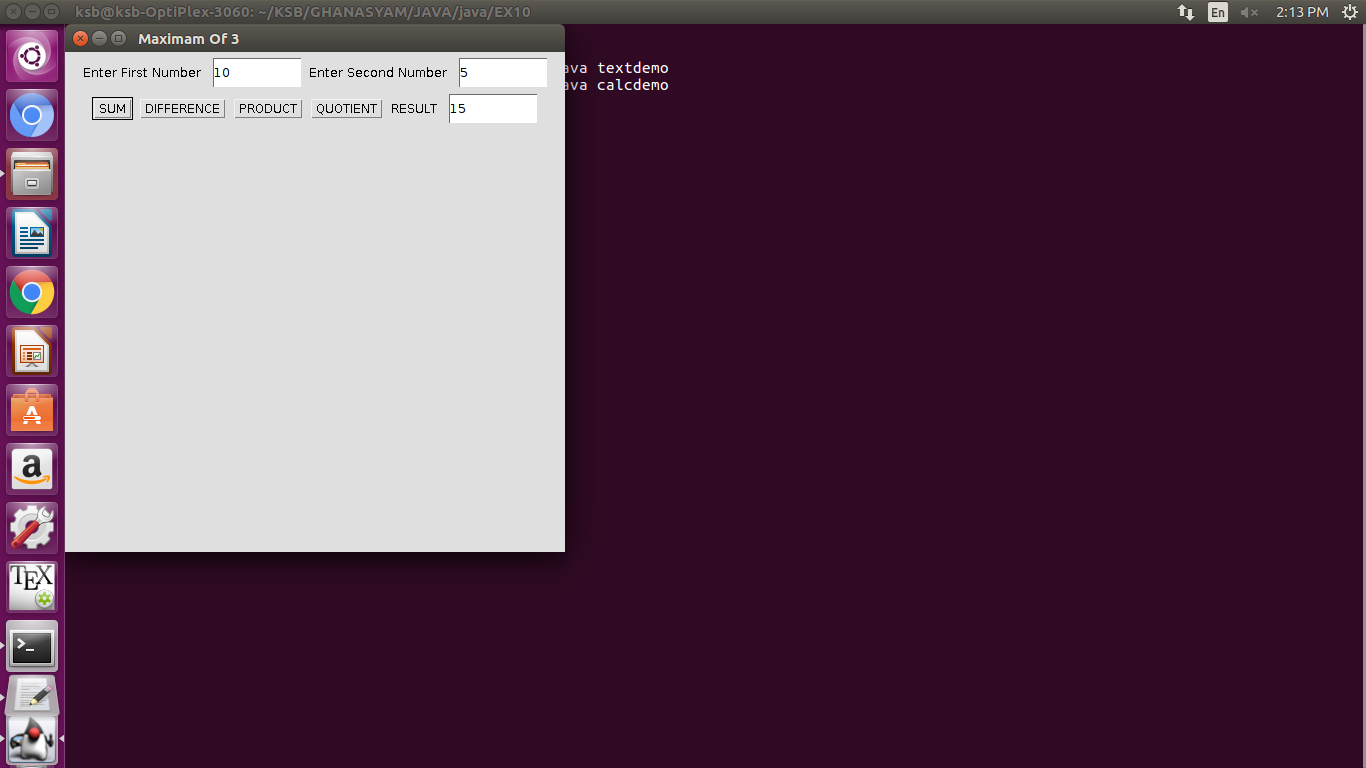 ksb@ksb-OptiPlex-3060: ~/KSB/GHANASYAM/JAVA/java/EX10
En
2:13 PM
Maximam Of 3
Enter First Number 10 Enter Second Number 5
SUM DIFFERENCE PRODUCT QUOTIENT RESULT 15
ava textdemo
ava calcdemo
A
a
TEX
>_